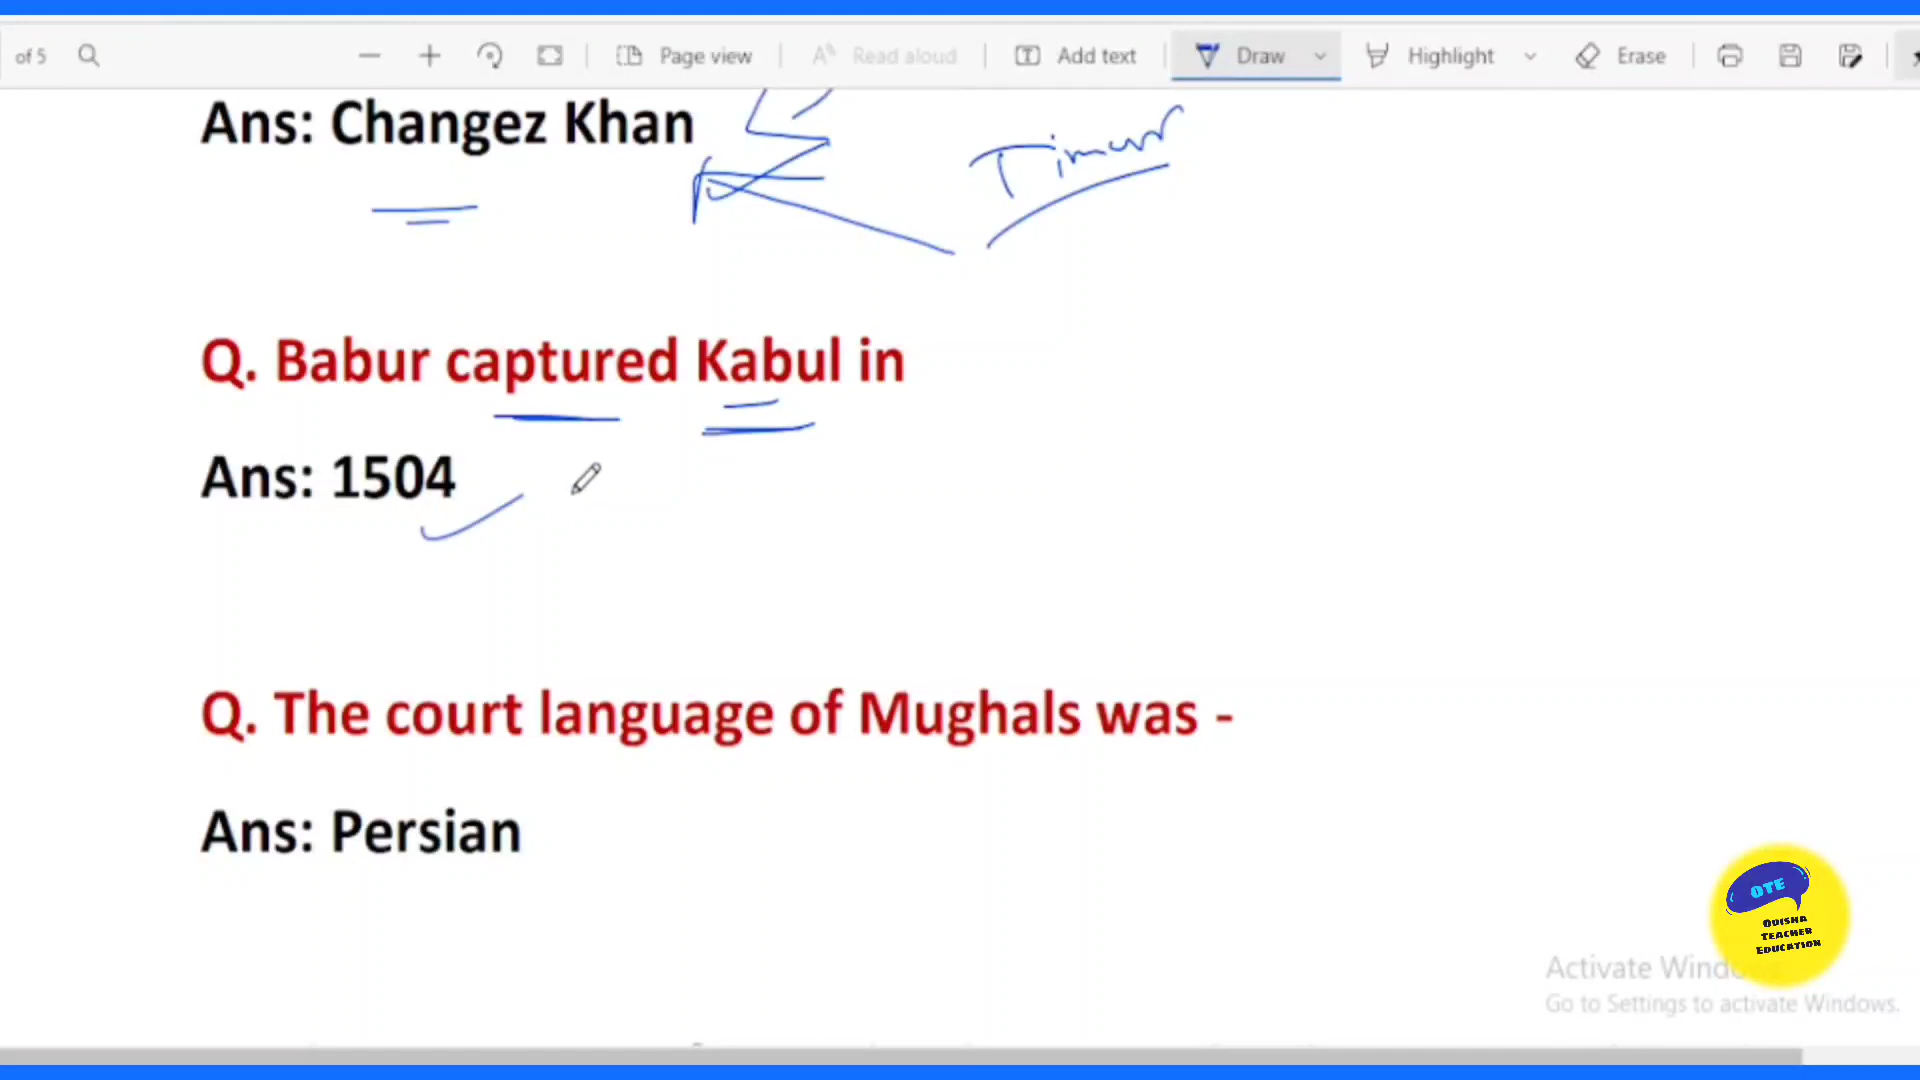 of 5
Page view
Read aloud
Add text
Draw
Highlight
Erase
Ans: Changez Khan
Timur
Q. Babur captured Kabul in
Ans: 1504
Q. The court language of Mughals was -
Ans: Persian
OTE
ODISHA
TEACHER
EDUCATION
Activate Wind
Go to Settings to activate Windows.